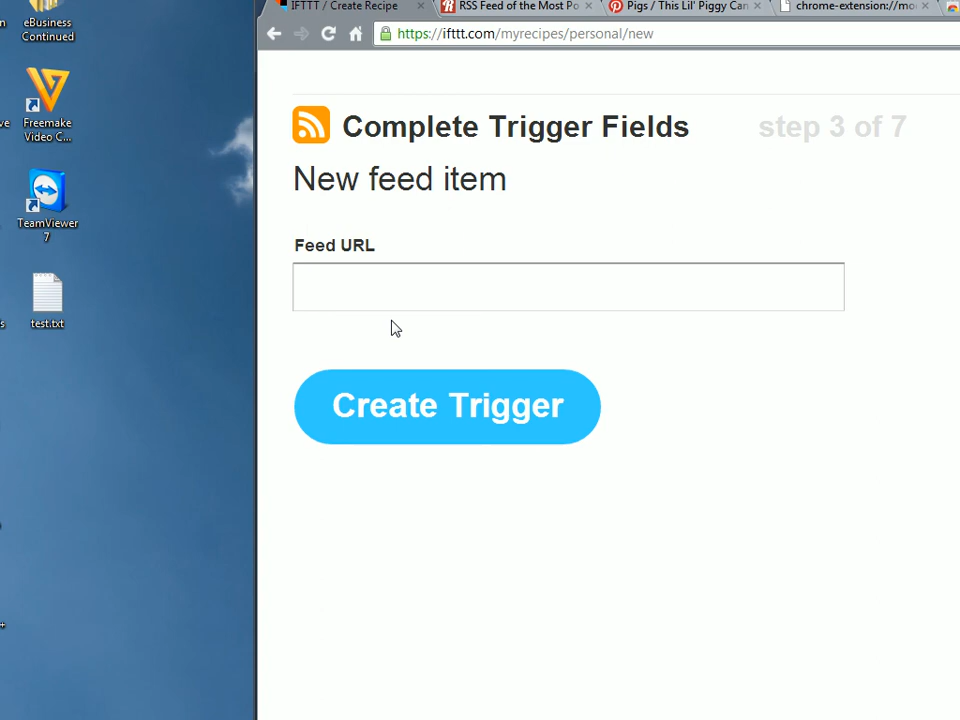 eBusiness
Continued
Freemake
Video C...
TeamViewer
7
test.txt
IFTTT / Create Recipe
RSS Feed of the Most Po
Pigs / This Lil' Piggy Can
chrome-extension://mo
https://ifttt.com/myrecipes/personal/new
Complete Trigger Fields
step 3 of 7
New feed item
Feed URL
Create Trigger